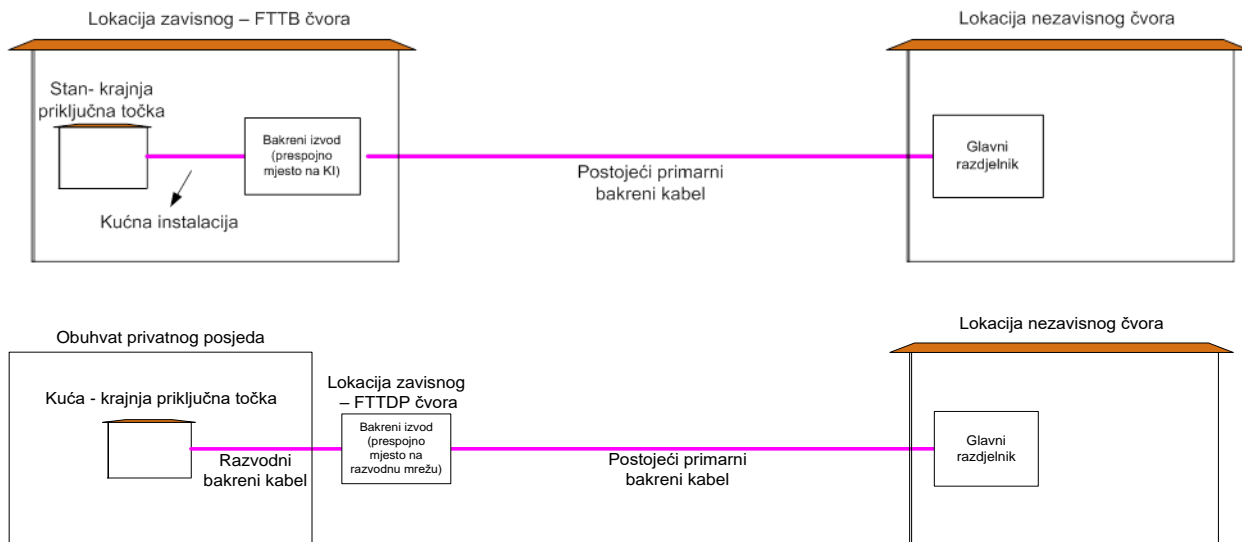 Lokacija zavisnog – FTTB čvora
Lokacija nezavisnog čvora
Stan- krajnja
priključna točka
Bakreni izvod
(prespojno
mjesto na KI)
Glavni
razdjelnik
Postojeći primarni
bakreni kabel
Kućna instalacija
Obuhvat privatnog posjeda
Lokacija nezavisnog čvora
Kuća - krajnja priključna točka
Lokacija zavisnog
– FTTDP čvora
Bakreni izvod
(prespojno
mjesto na
razvodnu mrežu)
Glavni
razdjelnik
Razvodni
bakreni kabel
Postojeći primarni
bakreni kabel